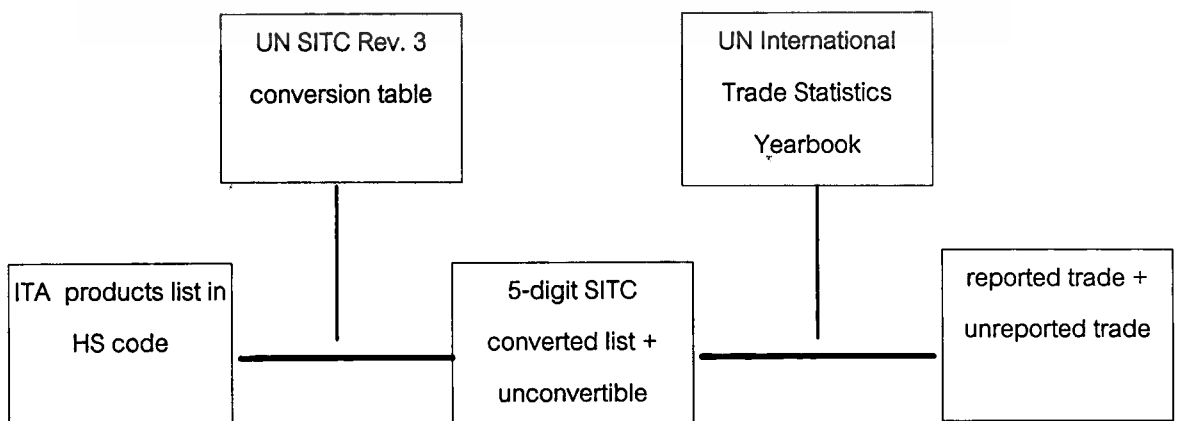 UN SITC Rev. 3
conversion table
UN International
Trade Statistics
Yearbook
ITA products list in
HS code
5-digit SITC
converted list +
unconvertible
reported trade +
unreported trade